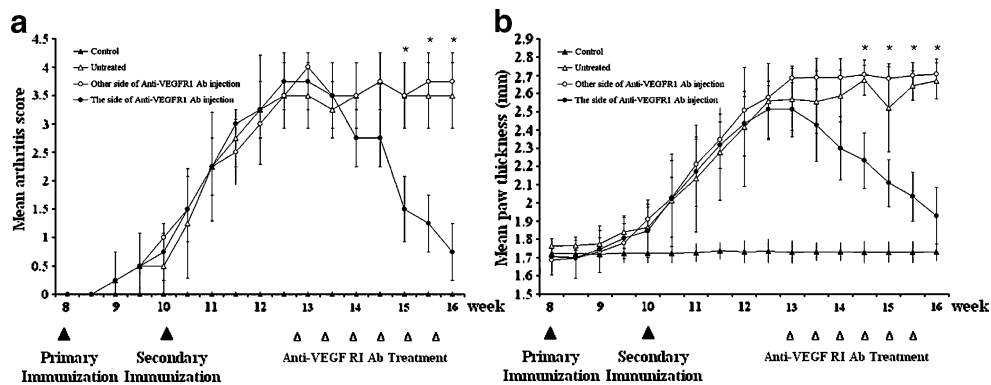 a
4.5
4
3.5
3
2.5
2
1.5
1
0.5
0
Mean arthritis score
Control
Untreated
Other side of Anti-VEGFR1 Ab injection
The side of Anti-VEGFR1 Ab injection
* * *
8 9 10 11 12 13 14 15 16 week
Primary
Immunization
Secondary
Immunization
Anti-VEGF RI Ab Treatment
b
2.9
2.8
2.7
2.6
2.5
2.4
2.3
2.2
2.1
2
1.9
1.8
1.7
1.6
1.5
Mean paw thickness (mm)
Control
Untreated
Other side of Anti-VEGFR1 Ab injection
The side of Anti-VEGFR1 Ab injection
* * * *
8 9 10 11 12 13 14 15 16 week
Primary
Immunization
Secondary
Immunization
Anti-VEGF RI Ab Treatment